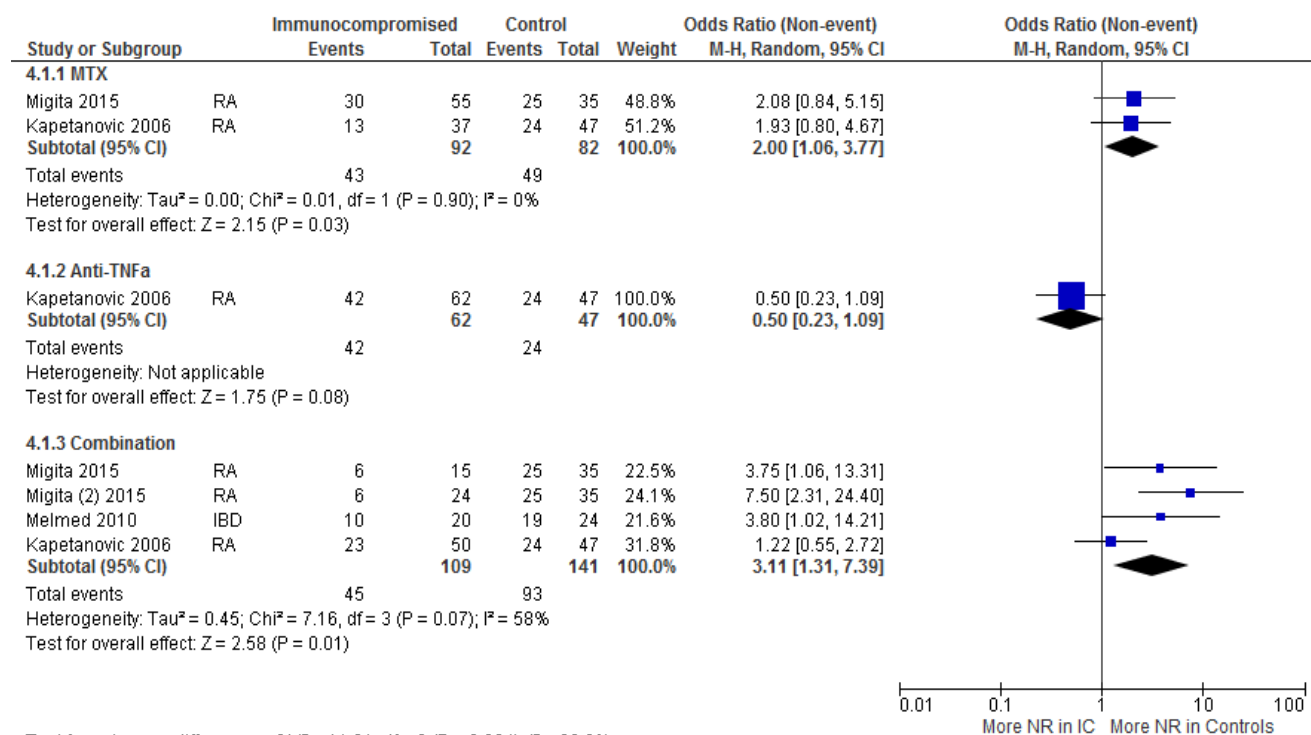 Immunocompromised Control Odds Ratio (Non-event) Odds Ratio (Non-event)
Study or Subgroup Events Total Events Total Weight M-H, Random, 95% CI M-H, Random, 95% CI
4.1.1 MTX
Migita 2015 RA 30 55 25 35 48.8% 2.08 [0.84, 5.15]
Kapetanovic 2006 RA 13 37 24 47 51.2% 1.93 [0.80, 4.67]
Subtotal (95% CI) 92 82 100.0% 2.00 [1.06, 3.77]
Total events 43 49
Heterogeneity: Tau² = 0.00; Chi² = 0.01, df = 1 (P = 0.90); I² = 0%
Test for overall effect: Z = 2.15 (P = 0.03)
4.1.2 Anti-TNFa
Kapetanovic 2006 RA 42 62 24 47 100.0% 0.50 [0.23, 1.09]
Subtotal (95% CI) 62 47 100.0% 0.50 [0.23, 1.09]
Total events 42 24
Heterogeneity: Not applicable
Test for overall effect: Z = 1.75 (P = 0.08)
4.1.3 Combination
Migita 2015 RA 6 15 25 35 22.5% 3.75 [1.06, 13.31]
Migita (2) 2015 RA 6 24 25 35 24.1% 7.50 [2.31, 24.40]
Melmed 2010 IBD 10 20 19 24 21.6% 3.80 [1.02, 14.21]
Kapetanovic 2006 RA 23 50 24 47 31.8% 1.22 [0.55, 2.72]
Subtotal (95% CI) 109 141 100.0% 3.11 [1.31, 7.39]
Total events 45 93
Heterogeneity: Tau² = 0.45; Chi² = 7.16, df = 3 (P = 0.07); I² = 58%
Test for overall effect: Z = 2.58 (P = 0.01)
0.01 0.1 1 10 100
More NR in IC More NR in Controls